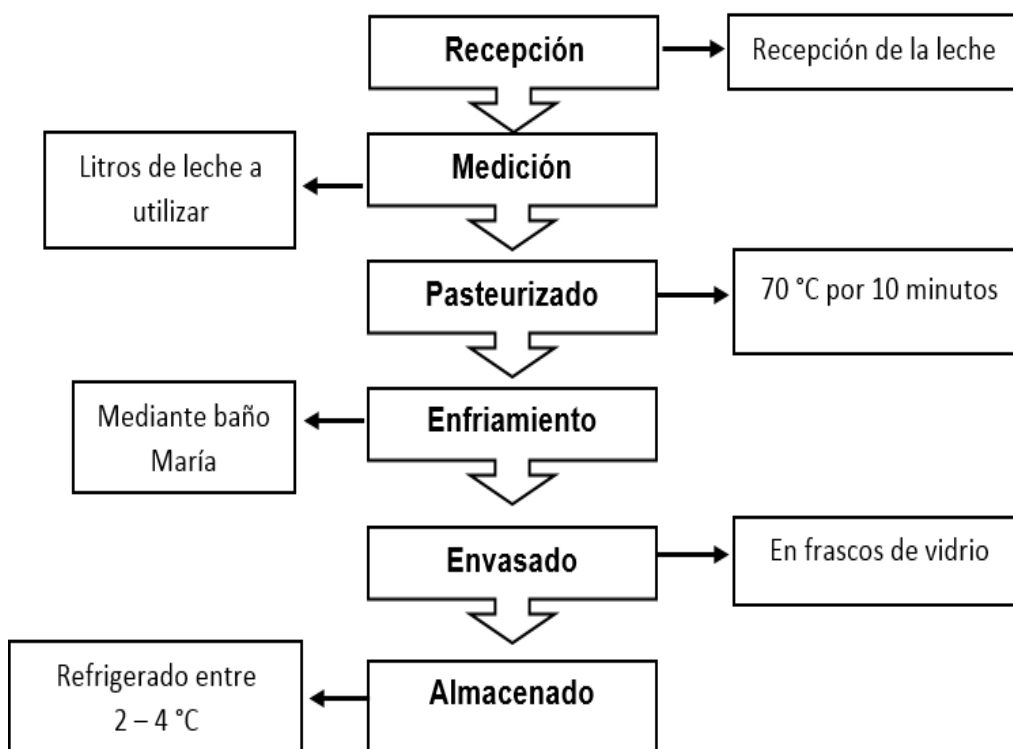 Recepción
Recepción de la leche
Medición
Litros de leche a
utilizar
Pasteurizado
70 °C por 10 minutos
Enfriamiento
Mediante baño
María
Envasado
En frascos de vidrio
Almacenado
Refrigerado entre
2 – 4 °C